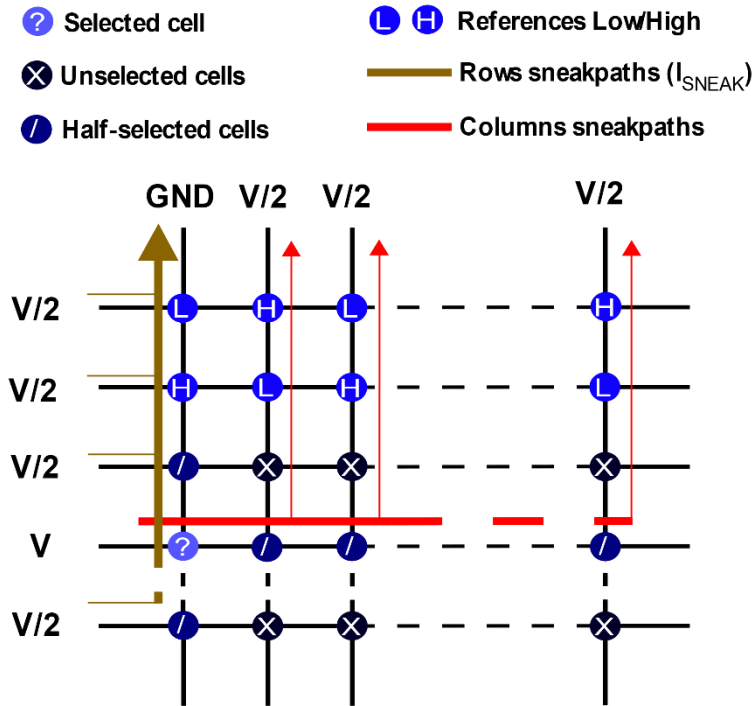 ? Selected cell L H References Low/High
X Unselected cells Rows sneakpaths (I_SNEAK)
/ Half-selected cells Columns sneakpaths
GND V/2 V/2 V/2
V/2 L H L H
V/2 H L H L
V/2 / X X X
V ? / / /
V/2 / X X X